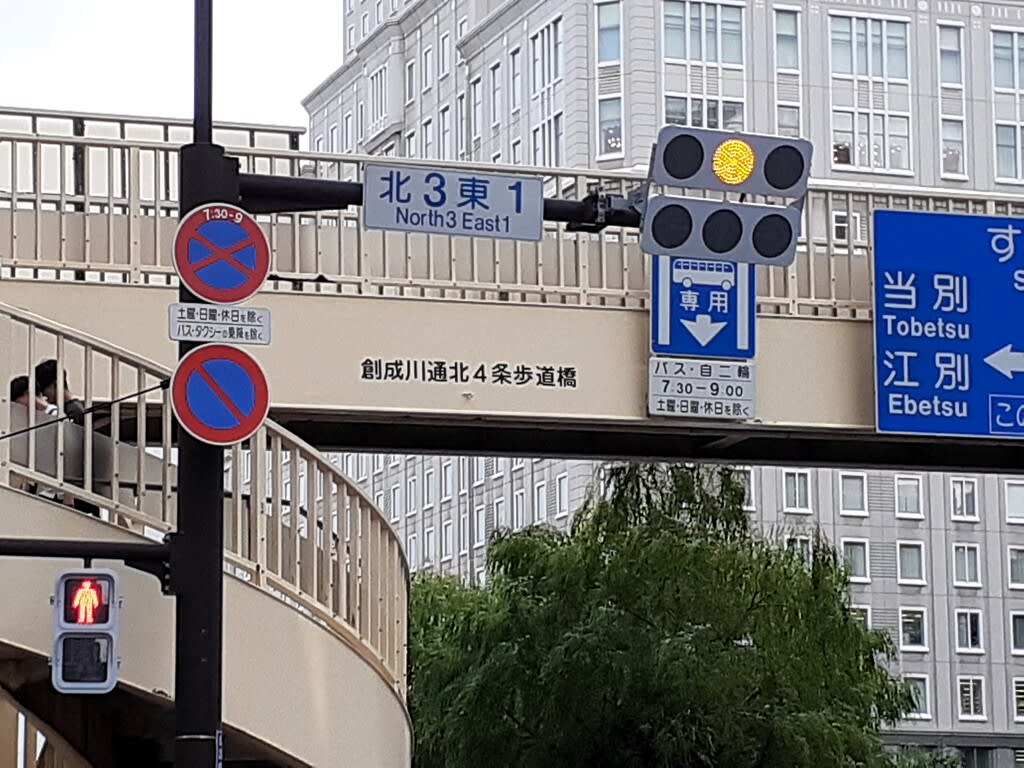 7.30-9
土曜・日曜・休日を除く
バス・タクシーの乗降を除く
北3東1
North3 East1
創成川通北4条歩道橋
専用
バス・自二輪
7.30-9.00
土曜・日曜・休日を除く
す
S
当別
Tobetsu
江別
Ebetsu
この